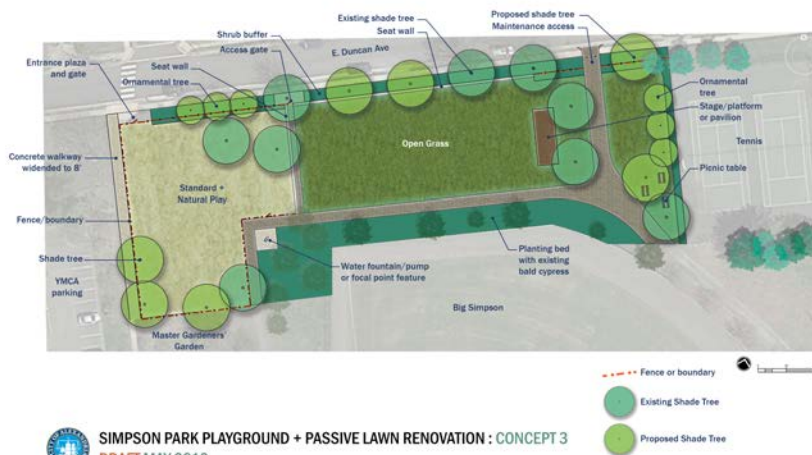 Proposed shade tree
Maintenance access
Existing shade tree
Seat wall
Shrub buffer
Access gate
E. Duncan Ave
Entrance plaza
and gate
Seat wall
Ornamental tree
Ornamental
tree
Stage/platform
or pavilion
Open Grass
Tennis
Concrete walkway
widended to 8'
Standard +
Natural Play
Picnic table
Fence/boundary
Shade tree
YMCA
parking
Water fountain/pump
or focal point feature
Planting bed
with existing
bald cypress
Big Simpson
Master Gardeners'
Garden
Fence or boundary
Existing Shade Tree
Proposed Shade Tree
SIMPSON PARK PLAYGROUND + PASSIVE LAWN RENOVATION : CONCEPT 3